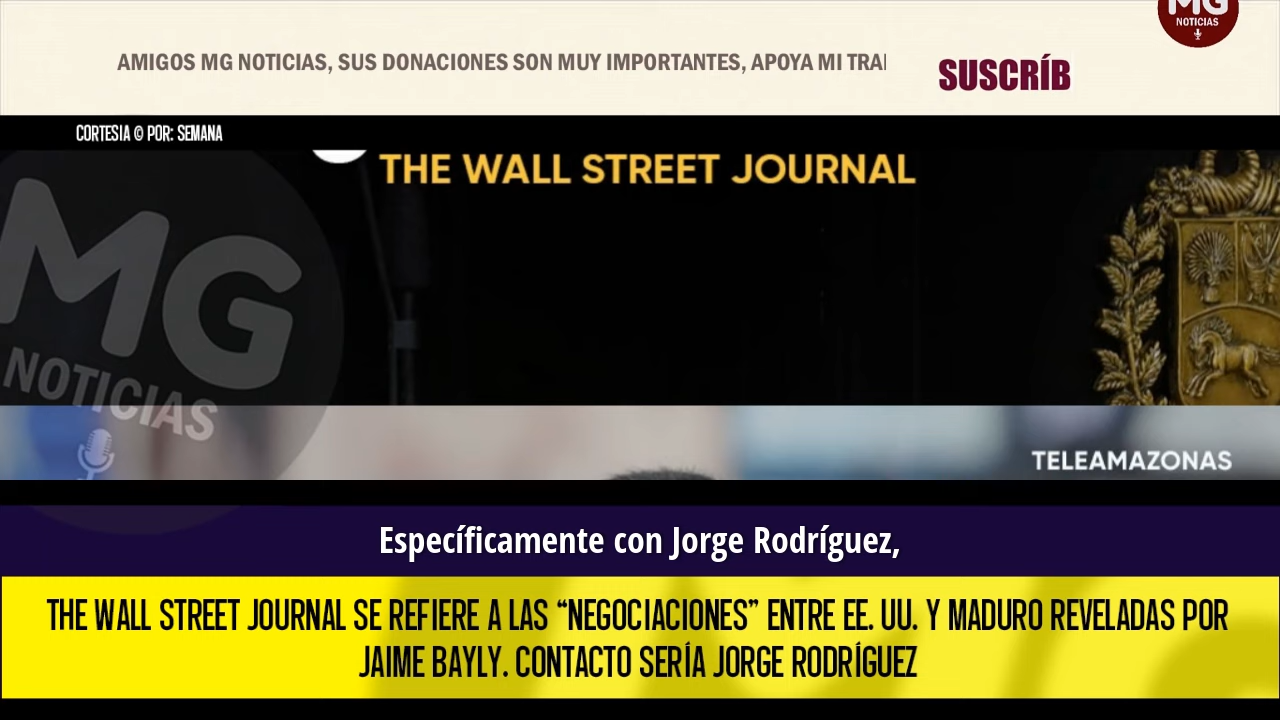 MG
NOTICIAS
AMIGOS MG NOTICIAS, SUS DONACIONES SON MUY IMPORTANTES, APOYA MI
SUSCRÍB
CORTESIA © POR: SEMANA
THE WALL STREET JOURNAL
MG
NOTICIAS
TELEAMAZONAS
Específicamente con Jorge Rodríguez,
THE WALL STREET JOURNAL SE REFIERE A LAS “NEGOCIACIONES” ENTRE EE. UU. Y MADURO REVELADAS POR
JAIME BAYLY. CONTACTO SERÍA JORGE RODRÍGUEZ